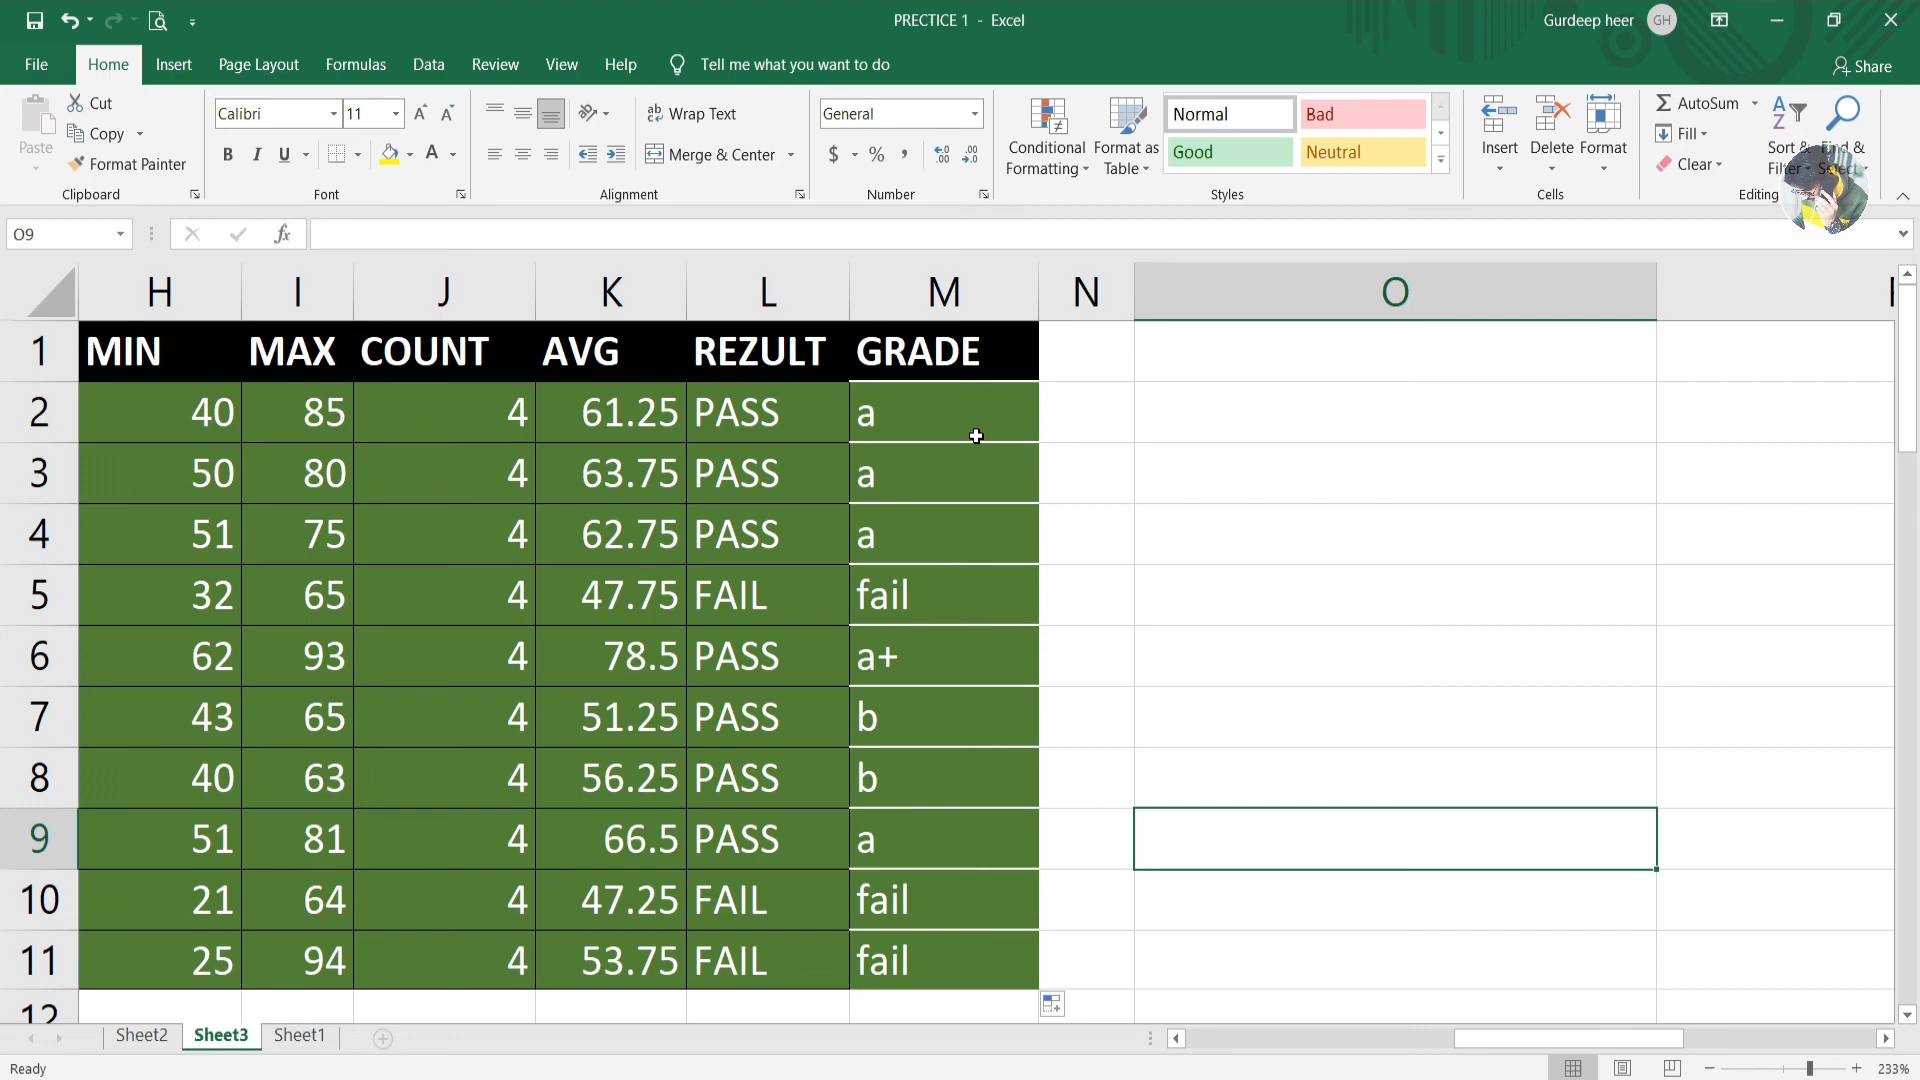 PRECTICE 1 - Excel
Gurdeep heer GH
File Home Insert Page Layout Formulas Data Review View Help Tell me what you want to do Share
Paste
Cut
Copy
Format Painter
Clipboard
Calibri 11
B I U A
Font
Wrap Text
Merge & Center
Alignment
General
$ % ,
Number
Conditional Formatting
Format as Table
Normal Bad
Good Neutral
Styles
Insert Delete Format
Cells
AutoSum
Fill
Clear
Sort & Filter
Find & Select
Editing
O9 fx
H I J K L M N O
1 MIN MAX COUNT AVG REZULT GRADE
2 40 85 4 61.25 PASS a
3 50 80 4 63.75 PASS a
4 51 75 4 62.75 PASS a
5 32 65 4 47.75 FAIL fail
6 62 93 4 78.5 PASS a+
7 43 65 4 51.25 PASS b
8 40 63 4 56.25 PASS b
9 51 81 4 66.5 PASS a
10 21 64 4 47.25 FAIL fail
11 25 94 4 53.75 FAIL fail
12
Sheet2 Sheet3 Sheet1
Ready 233%